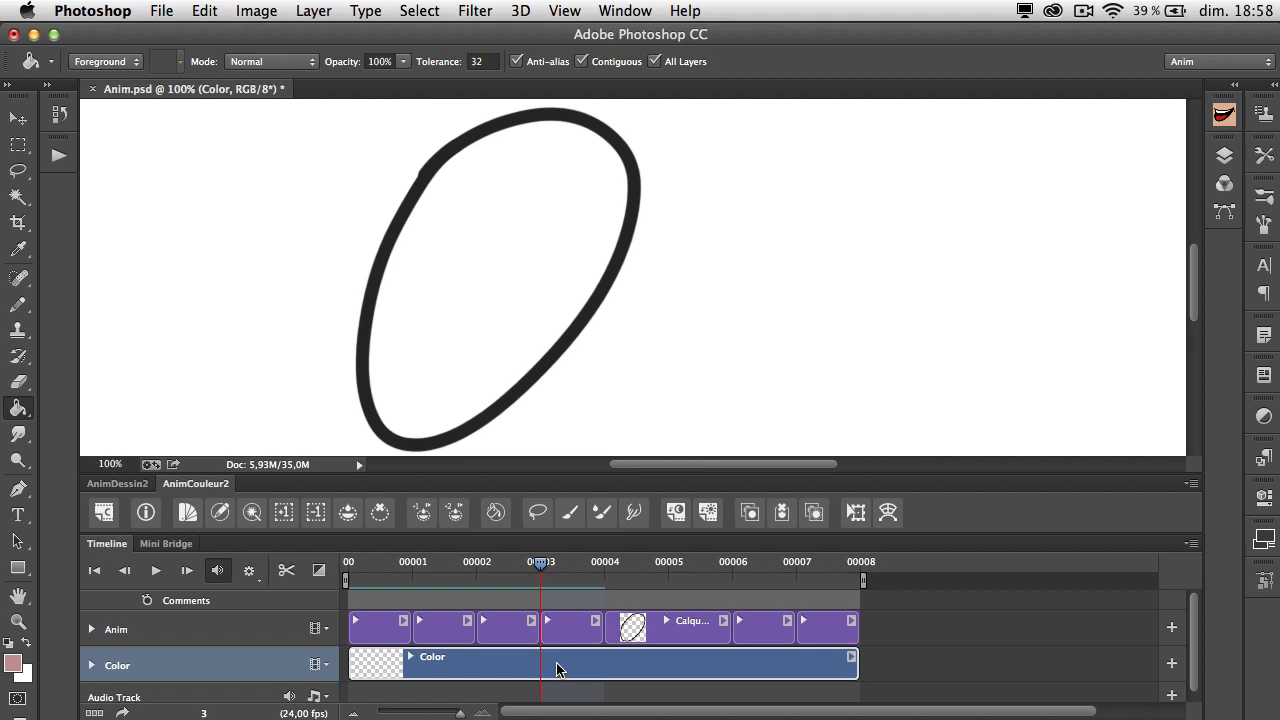 Photoshop File Edit Image Layer Type Select Filter 3D View Window Help 39 % dim. 18:58
Adobe Photoshop CC
Foreground Mode: Normal Opacity: 100% Tolerance: 32 Anti-alias Contiguous All Layers Anim
Anim.psd @ 100% (Color, RGB/8*) *
100% Doc: 5,93M/35,0M
AnimDessin2 AnimCouleur2
Timeline Mini Bridge
00 00001 00002 00003 00004 00005 00006 00007 00008
Comments
Anim Calqu...
Color Color
Audio Track
3 (24,00 fps)